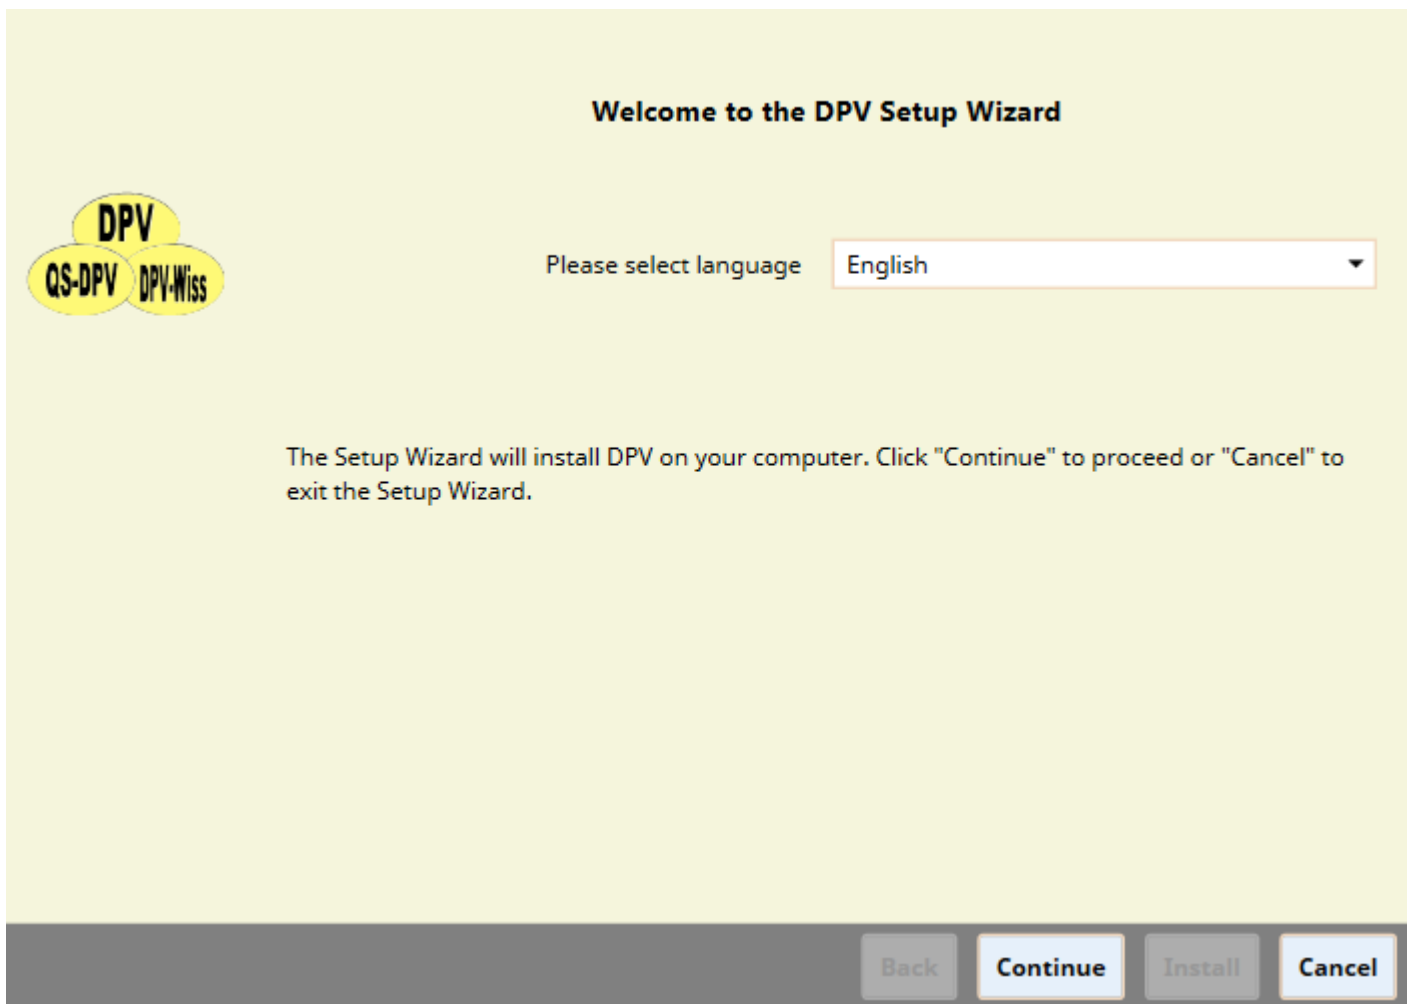 Welcome to the DPV Setup Wizard
DPV
QS-DPV DPV-Wiss
Please select language English
The Setup Wizard will install DPV on your computer. Click "Continue" to proceed or "Cancel" to
exit the Setup Wizard.
Back Continue Install Cancel